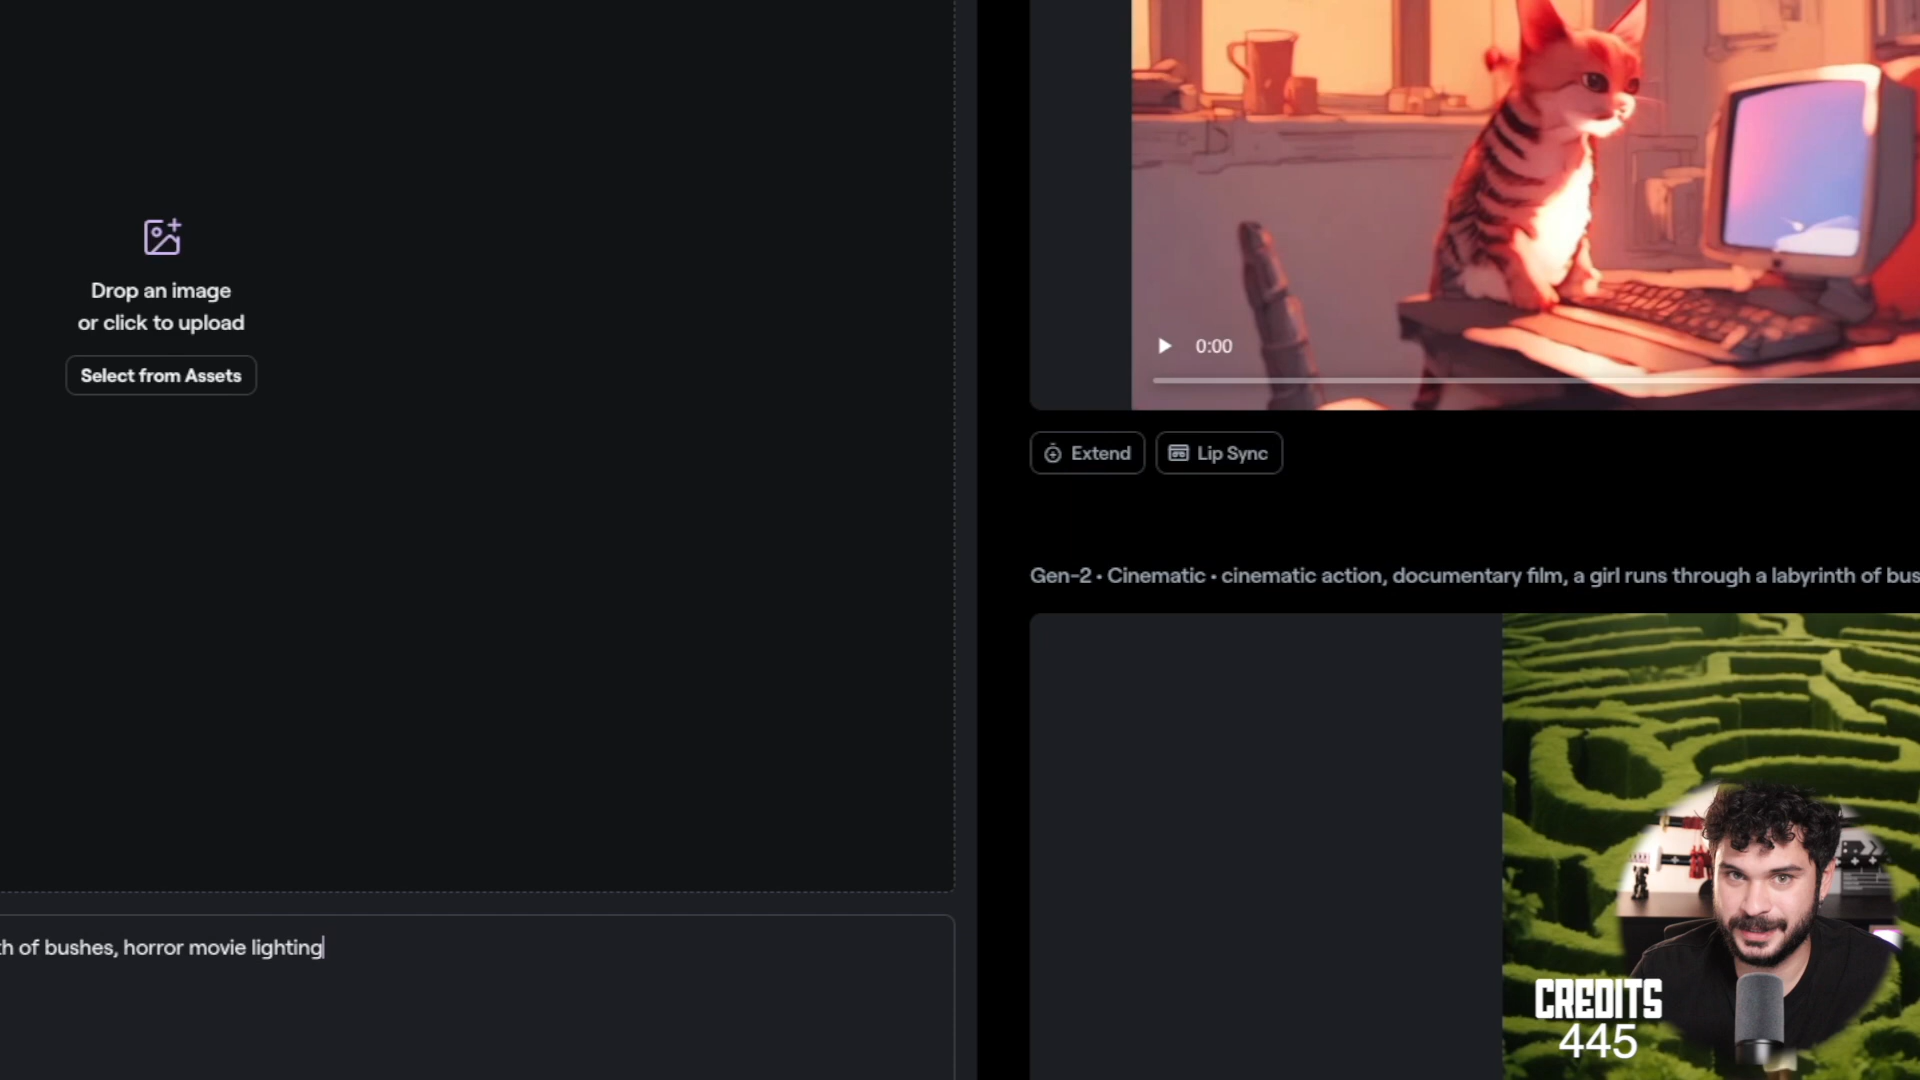 Drop an image
or click to upload
Select from Assets
of bushes, horror movie lighting
0:00
Extend
Lip Sync
Gen-2 • Cinematic • cinematic action, documentary film, a girl runs through a labyrinth of
CREDITS
445